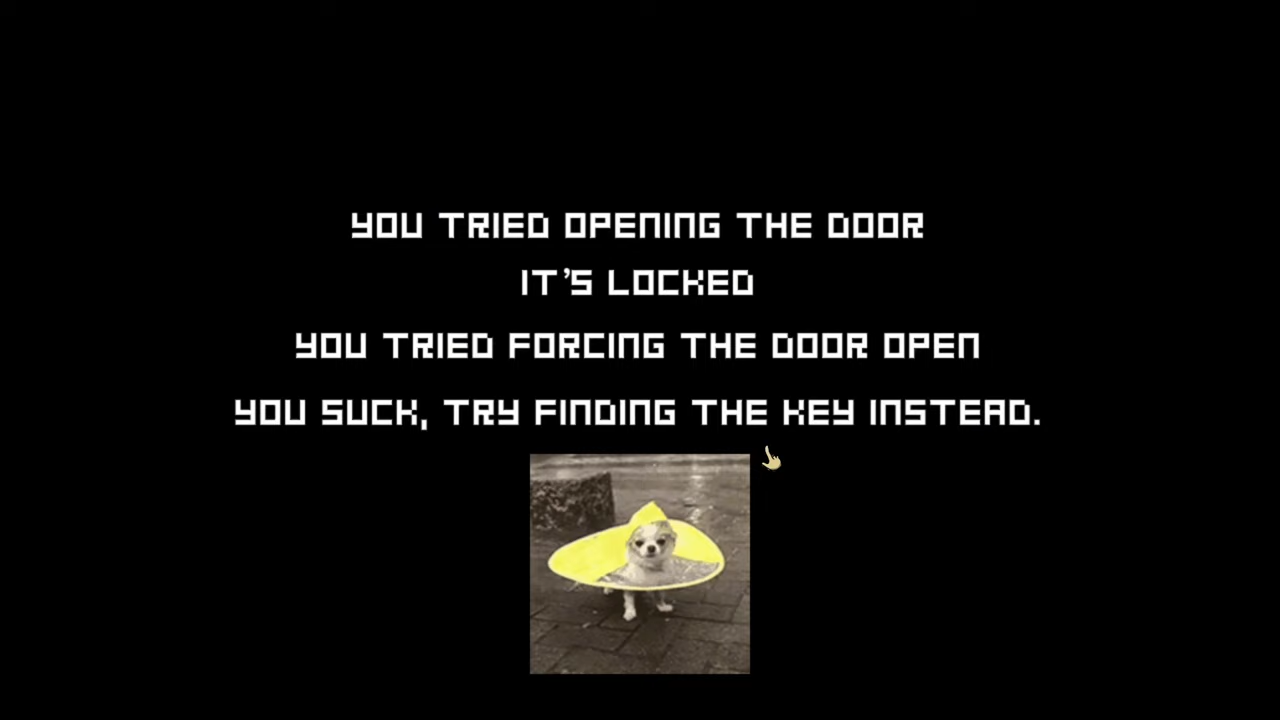 YOU TRIED OPENING THE DOOR
IT'S LOCKED
YOU TRIED FORCING THE DOOR OPEN
YOU SUCK, TRY FINDING THE KEY INSTEAD.